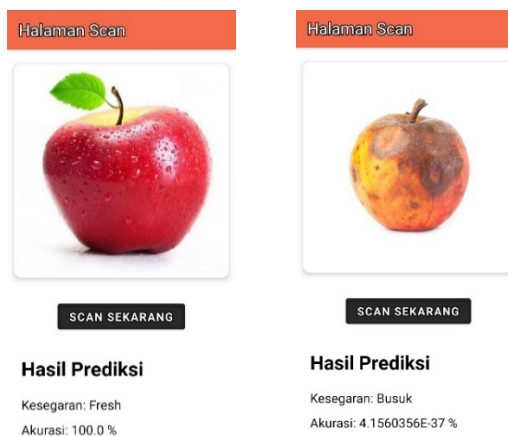 Halaman Scan
SCAN SEKARANG
Hasil Prediksi
Kesegaran: Fresh
Akurasi: 100.0 %
Halaman Scan
SCAN SEKARANG
Hasil Prediksi
Kesegaran: Busuk
Akurasi: 4.1560356E-37 %